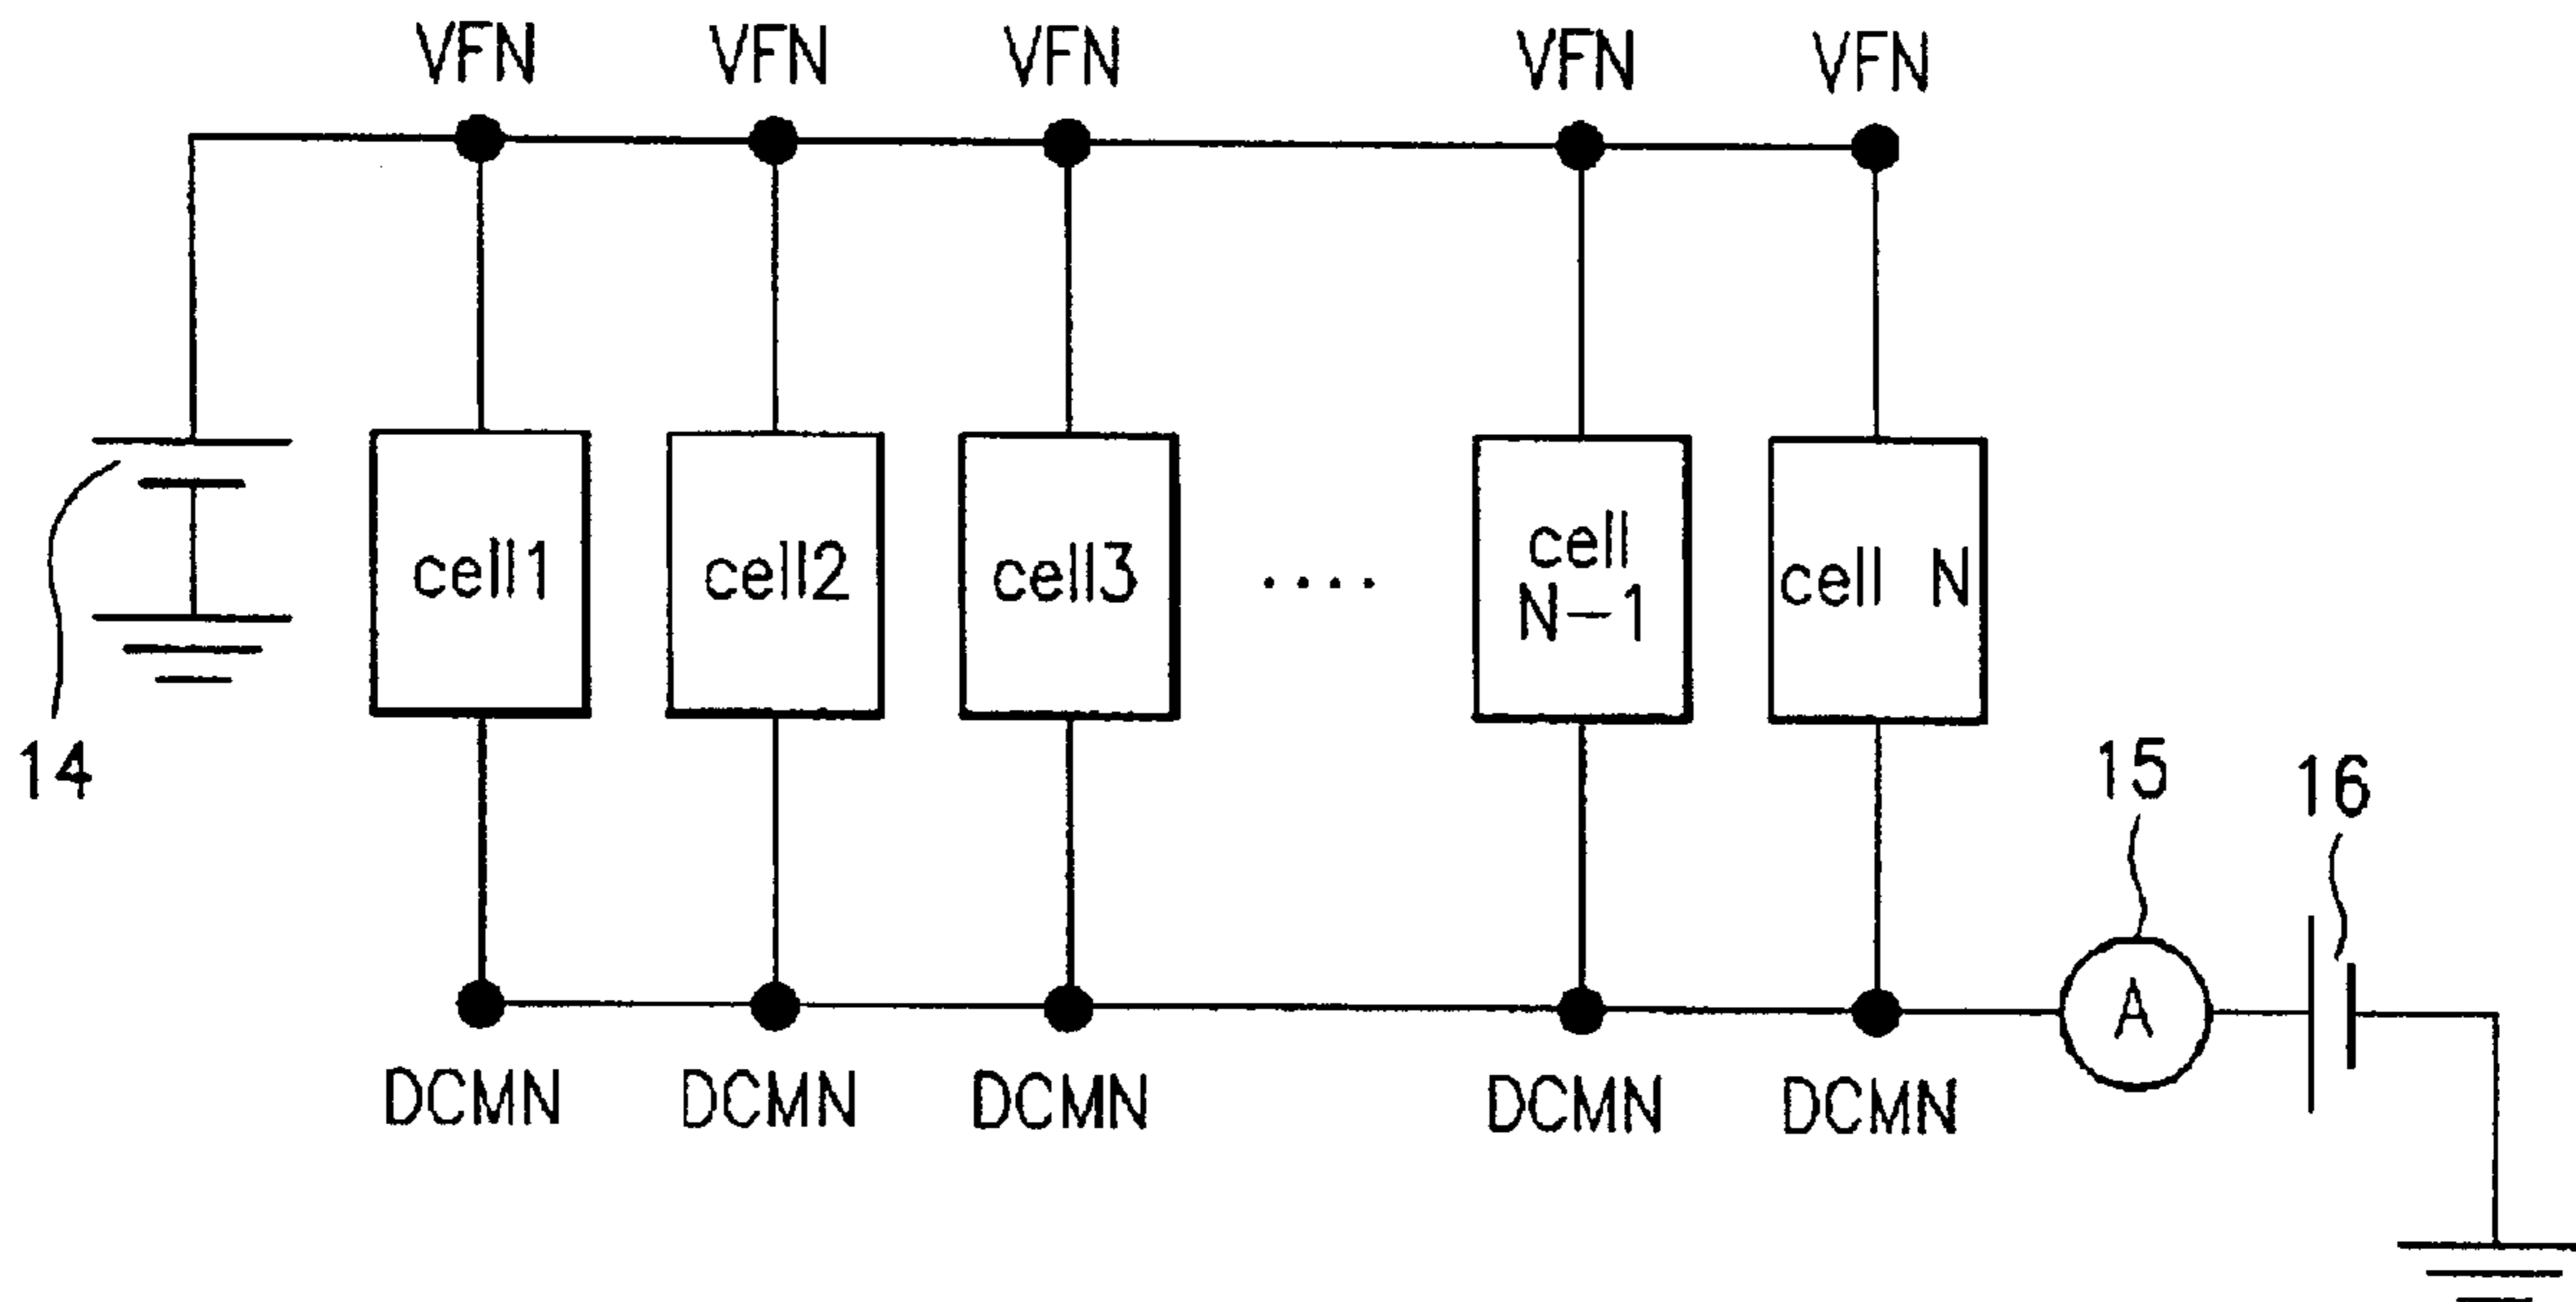 VFN VFN VFN VFN VFN
cell1 cell2 cell3 .... cell N-1 cell N
14
15
16
A
DCMN DCMN DCMN DCMN DCMN